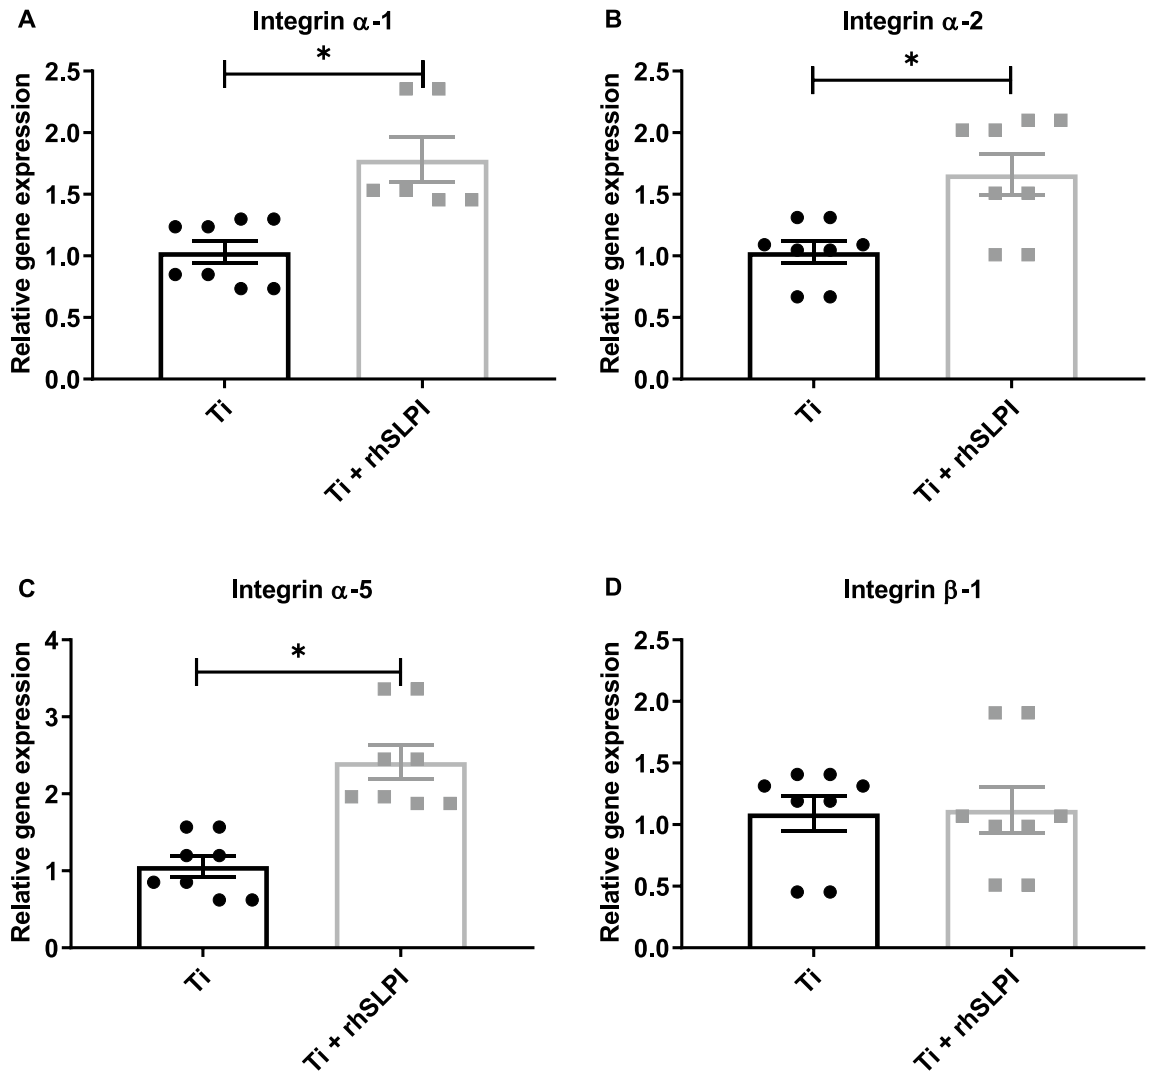 A
Integrin α-1
*
Relative gene expression
2.5
2.0
1.5
1.0
0.5
0.0
Ti
Ti + rhSLPI
B
Integrin α-2
*
Relative gene expression
2.5
2.0
1.5
1.0
0.5
0.0
Ti
Ti + rhSLPI
C
Integrin α-5
*
Relative gene expression
4
3
2
1
0
Ti
Ti + rhSLPI
D
Integrin β-1
Relative gene expression
2.5
2.0
1.5
1.0
0.5
0.0
Ti
Ti + rhSLPI